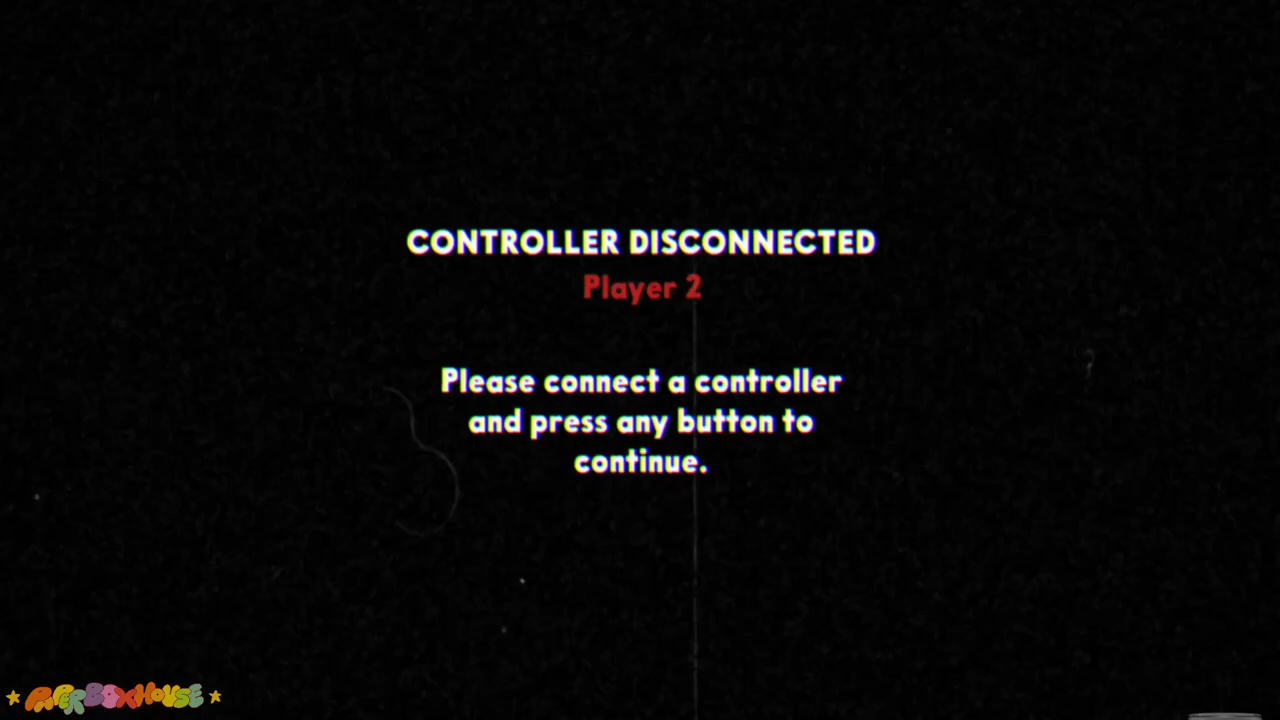 CONTROLLER DISCONNECTED
Player 2
Please connect a controller
and press any button to
continue.
PAPERBOXHOUSE